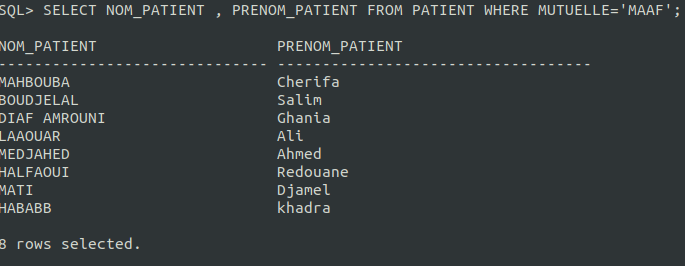 SQL> SELECT NOM_PATIENT , PRENOM_PATIENT FROM PATIENT WHERE MUTUELLE='MAAF';
NOM_PATIENT PRENOM_PATIENT
------------------------------ -----------------------------------
MAHBOUBA Cherifa
BOUDJELAL Salim
DIAF AMROUNI Ghania
LAAOUAR Ali
MEDJAHED Ahmed
HALFAOUI Redouane
MATI Djamel
HABABB khadra
8 rows selected.